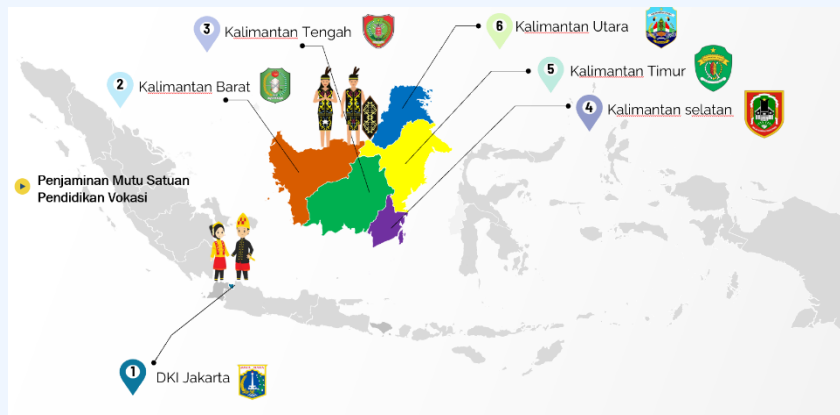 3 Kalimantan Tengah
6 Kalimantan Utara
2 Kalimantan Barat
5 Kalimantan Timur
4 Kalimantan selatan
Penjaminan Mutu Satuan
Pendidikan Vokasi
1 DKI Jakarta